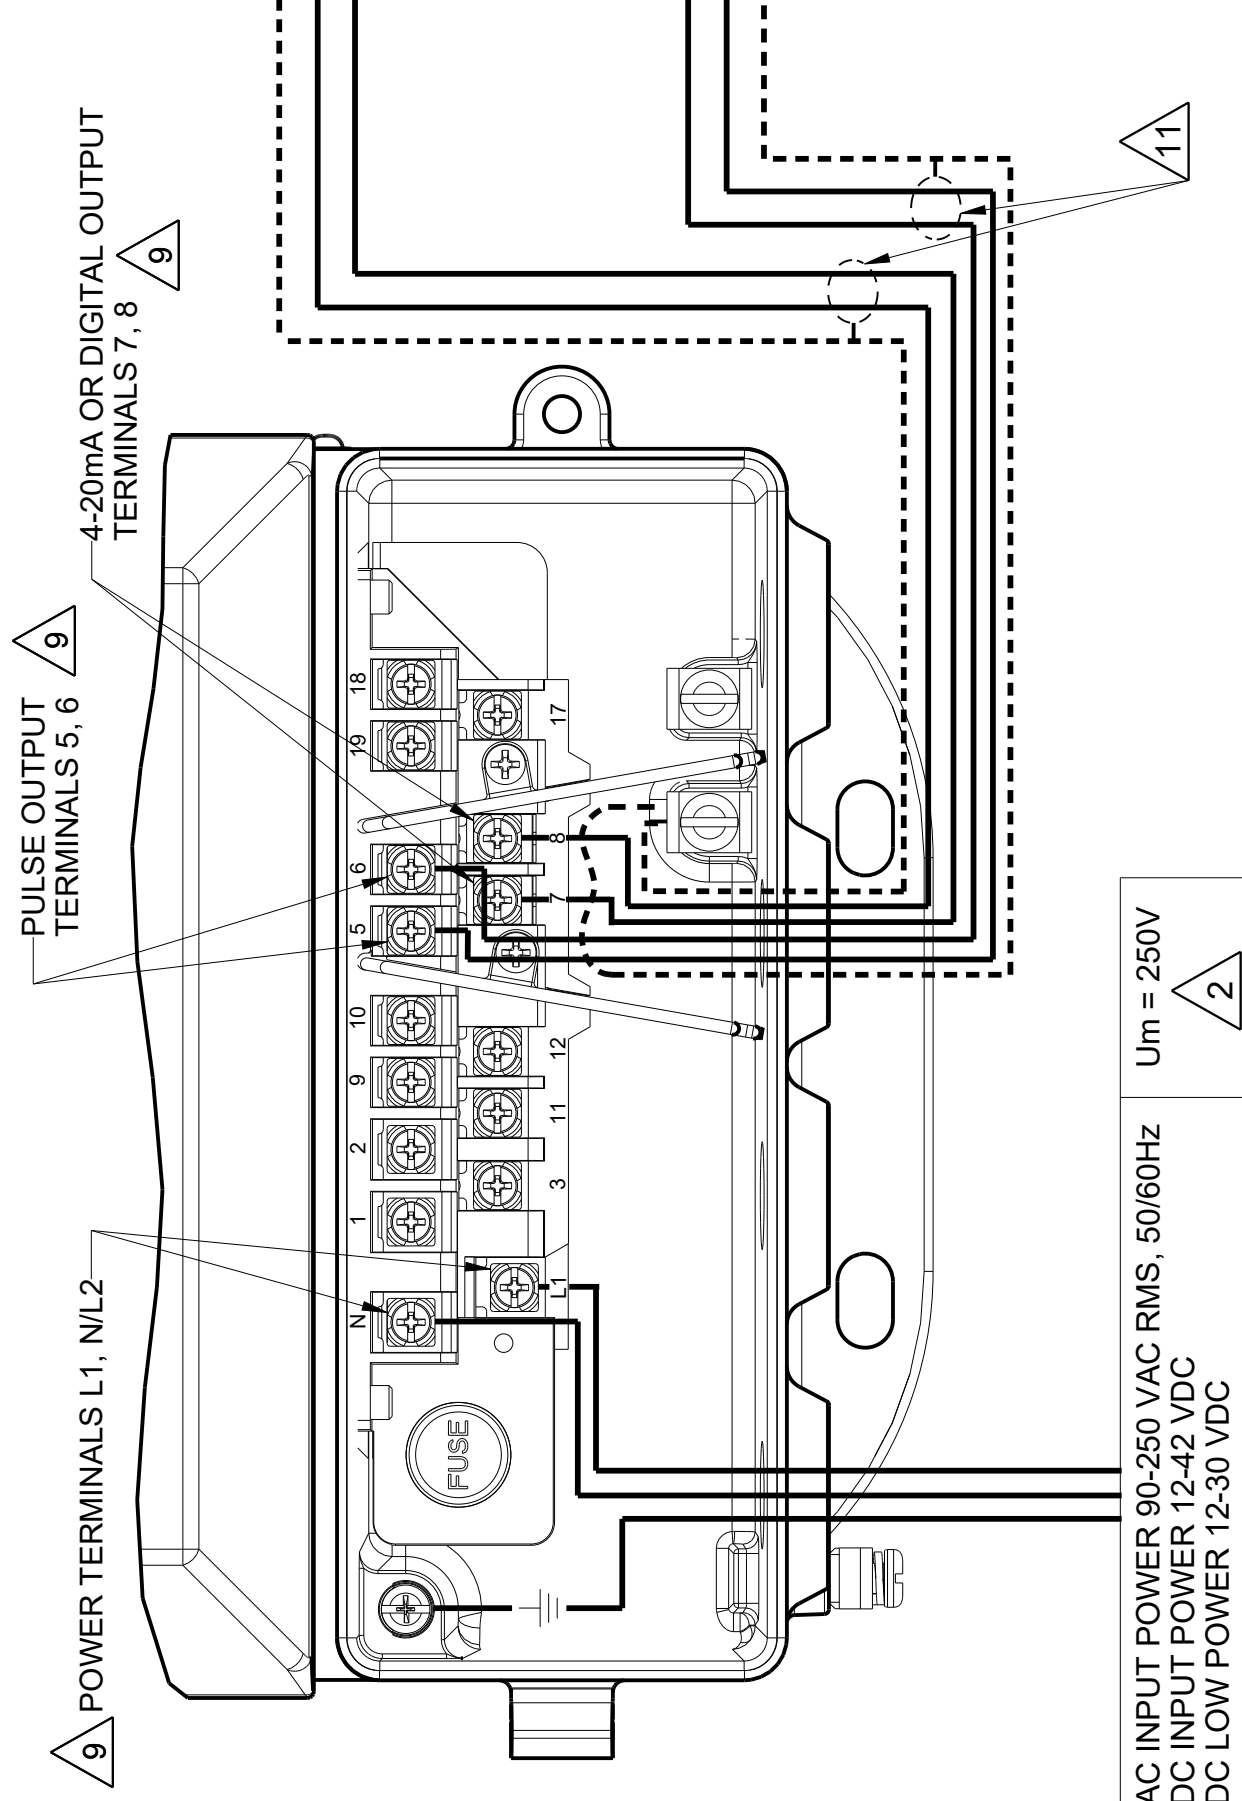 4-20mA OR DIGITAL OUTPUT
TERMINALS 7, 8
9
PULSE OUTPUT
TERMINALS 5, 6
9
9
POWER TERMINALS L1, N/L2
N
1
2
9
10
5
6
19
18
L1
3
11
12
7
8
17
FUSE
11
AC INPUT POWER 90-250 VAC RMS, 50/60Hz
DC INPUT POWER 12-42 VDC
DC LOW POWER 12-30 VDC
Um = 250V
2